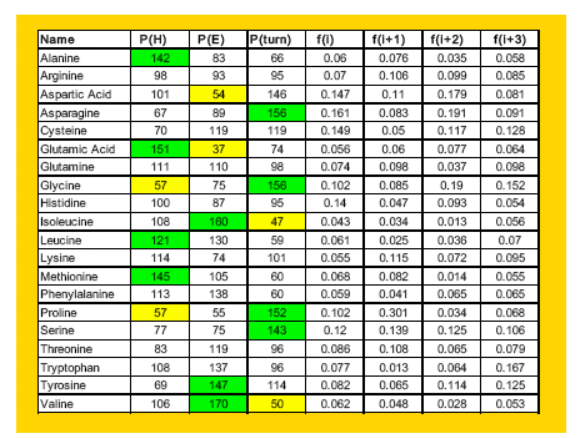 Name P(H) P(E) P(turn) f(i) f(i+1) f(i+2) f(i+3)
Alanine 142 83 66 0.06 0.076 0.035 0.058
Arginine 98 93 95 0.07 0.106 0.099 0.085
Aspartic Acid 101 54 146 0.147 0.11 0.179 0.081
Asparagine 67 89 156 0.161 0.083 0.191 0.091
Cysteine 70 119 119 0.149 0.05 0.117 0.128
Glutamic Acid 151 37 74 0.056 0.06 0.077 0.064
Glutamine 111 110 98 0.074 0.098 0.037 0.098
Glycine 57 75 156 0.102 0.085 0.19 0.152
Histidine 100 87 95 0.14 0.047 0.093 0.054
Isoleucine 108 160 47 0.043 0.034 0.013 0.056
Leucine 121 130 59 0.061 0.025 0.036 0.07
Lysine 114 74 101 0.055 0.115 0.072 0.095
Methionine 145 105 60 0.068 0.082 0.014 0.055
Phenylalanine 113 138 60 0.059 0.041 0.065 0.065
Proline 57 55 152 0.102 0.301 0.034 0.068
Serine 77 75 143 0.12 0.139 0.125 0.106
Threonine 83 119 96 0.086 0.108 0.065 0.079
Tryptophan 108 137 96 0.077 0.013 0.064 0.167
Tyrosine 69 147 114 0.082 0.065 0.114 0.125
Valine 106 170 50 0.062 0.048 0.028 0.053